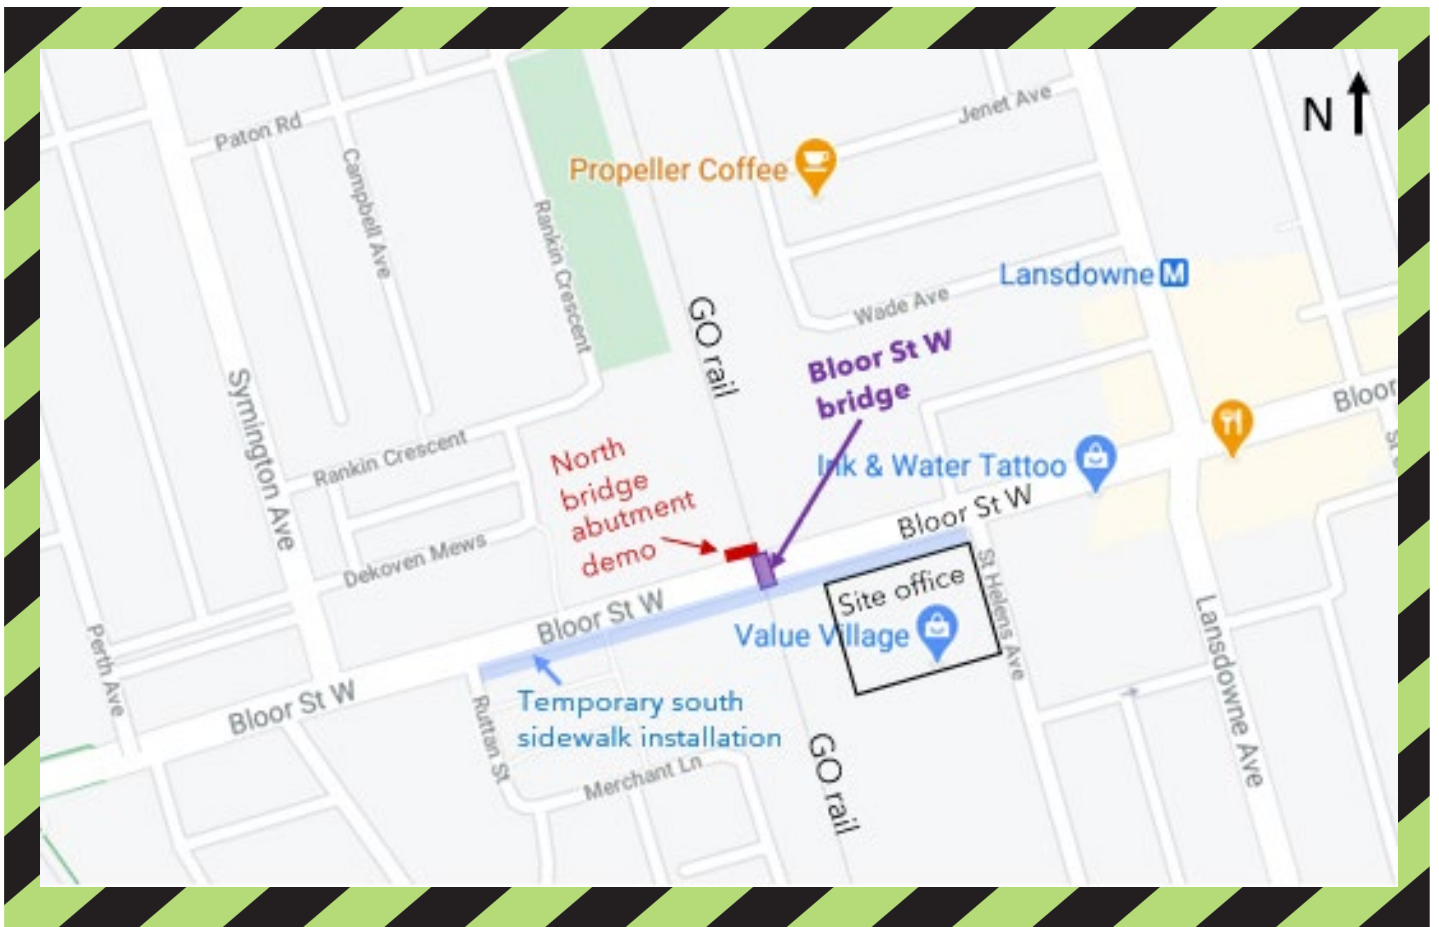 N
Jenet Ave
Paton Rd
Propeller Coffee
Campbell Ave
Rankin Crescent
Lansdowne M
Wade Ave
GO rail
Bloor St W
bridge
Symington Ave
Bloor
Rankin Crescent
North
bridge
abutment
demo
Ink & Water Tattoo
Bloor St W
Dekoven Mews
St Helens Ave
Site office
Bloor St W
Value Village
Perth Ave
Lansdowne Ave
Bloor St W
Ruttan St
Temporary south
sidewalk installation
Merchant Ln
GO rail